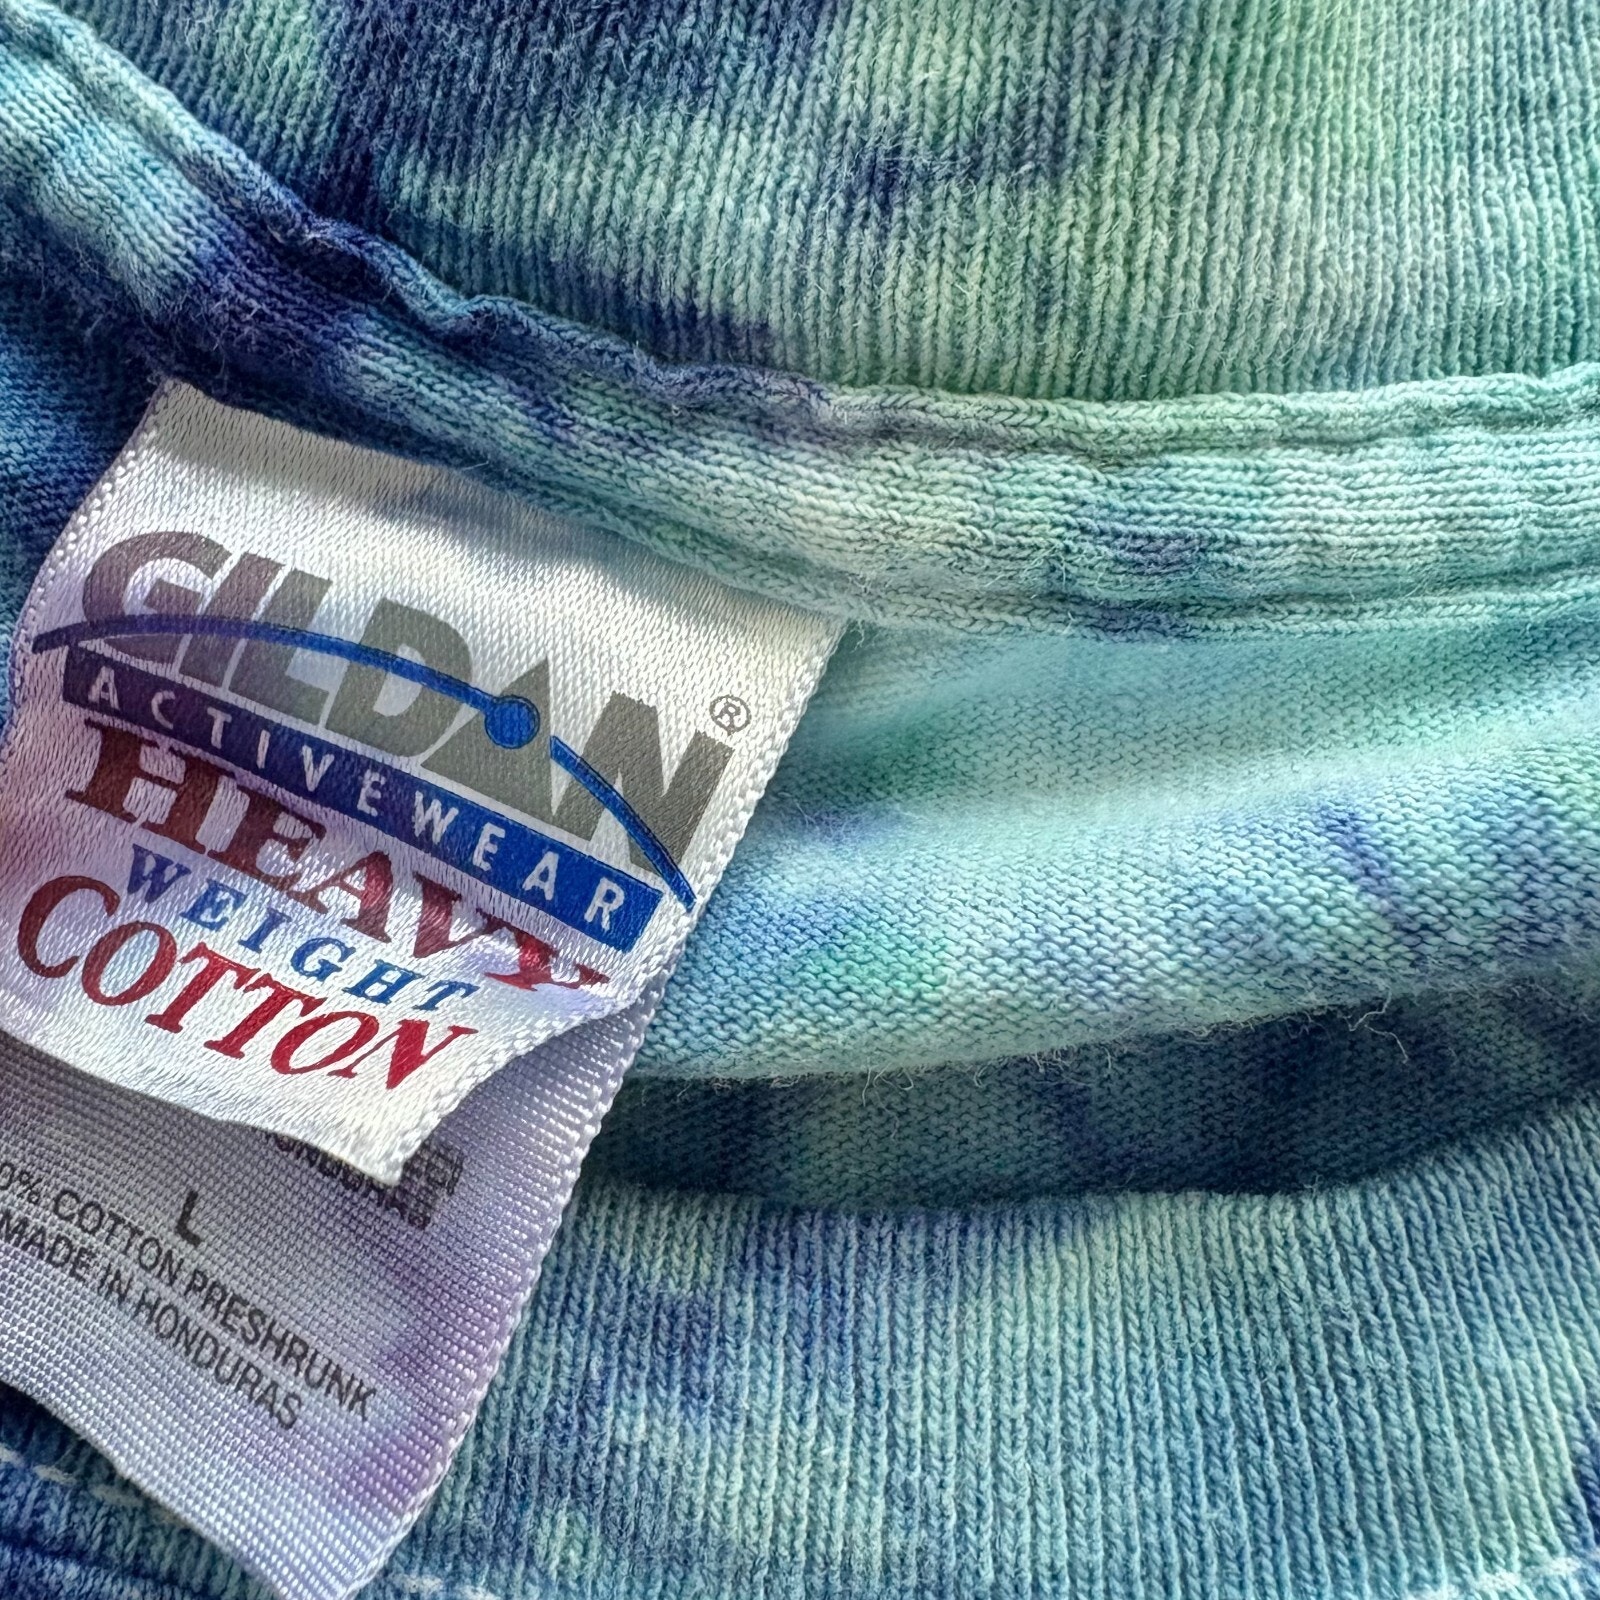 GILDAN®
ACTIVEWEAR
HEAVY
WEIGHT
COTTON
L
COTTON PRESHRUNK
MADE IN HONDURAS